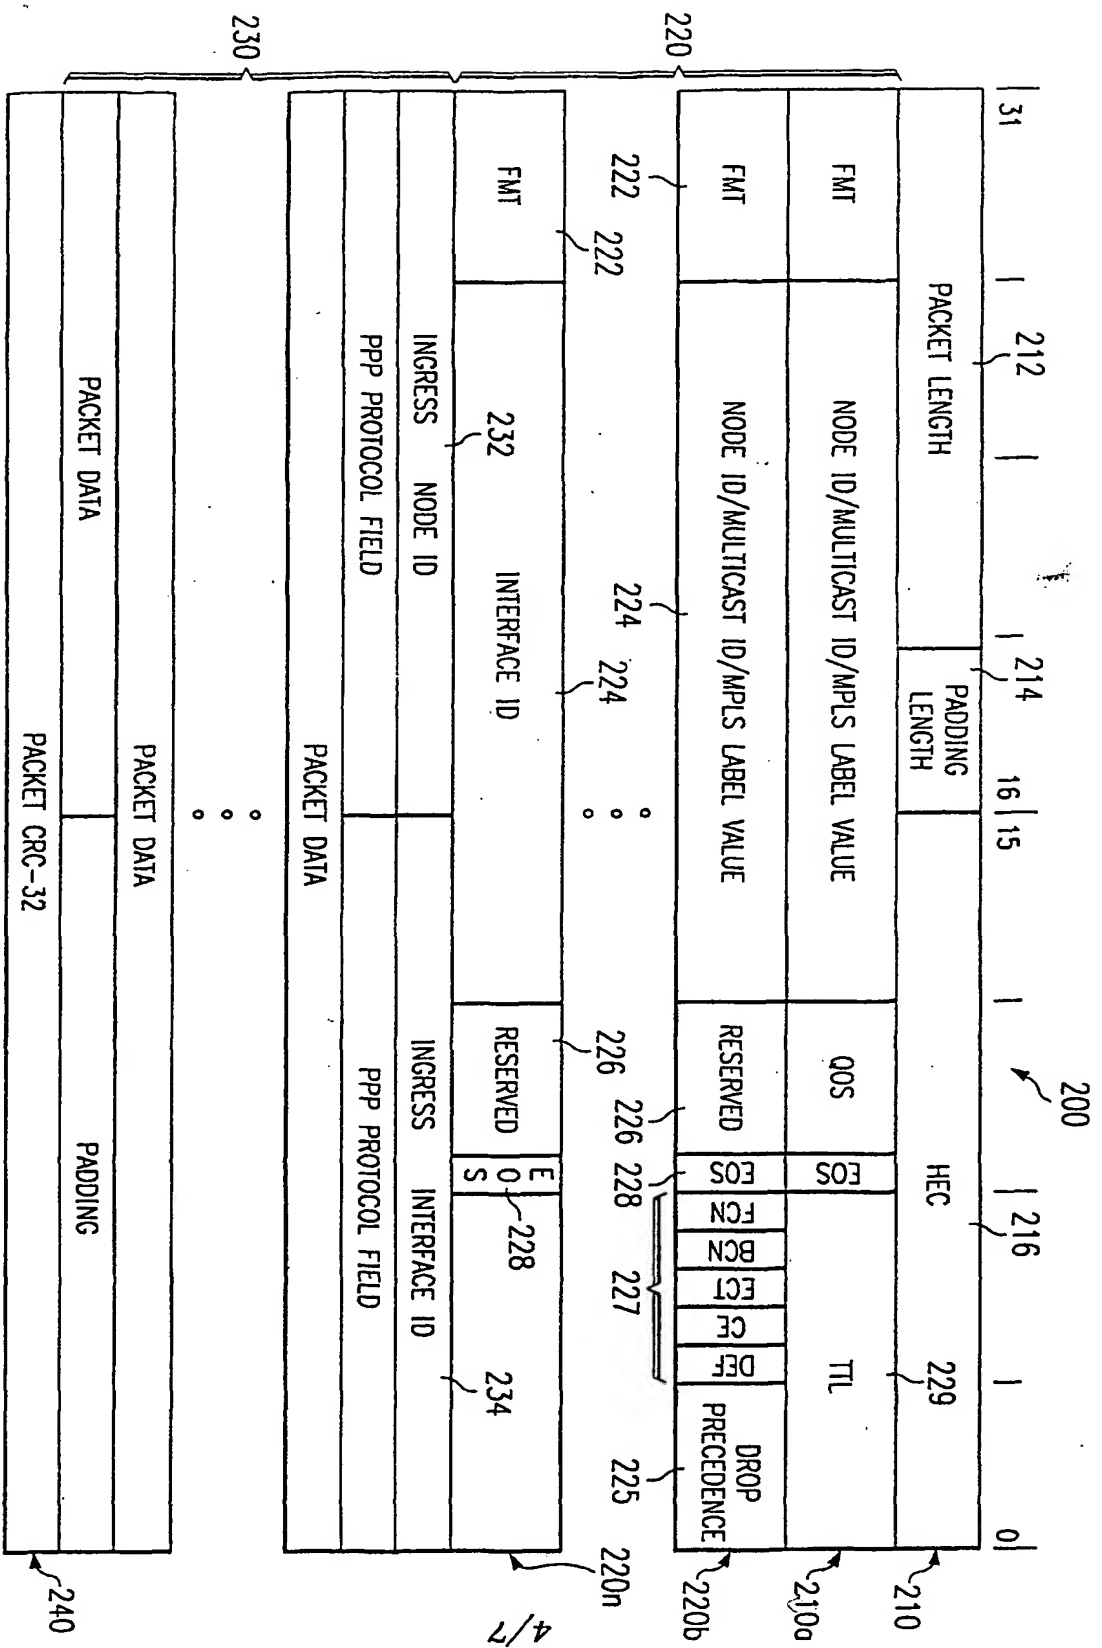 200
31 212 214 16 15 216 229 0
PACKET LENGTH PADDING LENGTH HEC 210
FMT NODE ID/MULTICAST ID/MPLS LABEL VALUE QOS EOS TTL 210a
FMT NODE ID/MULTICAST ID/MPLS LABEL VALUE RESERVED EOS FCN BCN ECT CE DEF DROP PRECEDENCE 220b
220
222 224 226 228 227 225
222 224 226
FMT INTERFACE ID RESERVED EOS 220n
232 228
INGRESS NODE ID INGRESS INTERFACE ID 234
PPP PROTOCOL FIELD PPP PROTOCOL FIELD
PACKET DATA
230
PACKET DATA
PACKET DATA PADDING
PACKET CRC-32 240
4/7